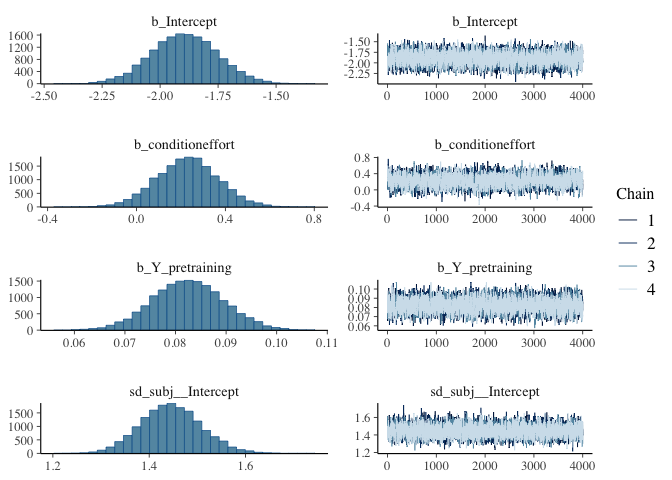 b_Intercept
1600
1200
800
400
0
-2.50 -2.25 -2.00 -1.75 -1.50
b_Intercept
-1.50
-1.75
-2.00
-2.25
0 1000 2000 3000 4000
b_conditioneffort
1500
1000
500
0
-0.4 0.0 0.4 0.8
b_conditioneffort
0.8
0.4
0.0
-0.4
0 1000 2000 3000 4000
b_Y_pretraining
1500
1000
500
0
0.06 0.07 0.08 0.09 0.10 0.11
b_Y_pretraining
0.10
0.09
0.08
0.07
0.06
0 1000 2000 3000 4000
sd_subj__Intercept
1500
1000
500
0
1.2 1.4 1.6
sd_subj__Intercept
1.6
1.4
1.2
0 1000 2000 3000 4000
Chain
1
2
3
4